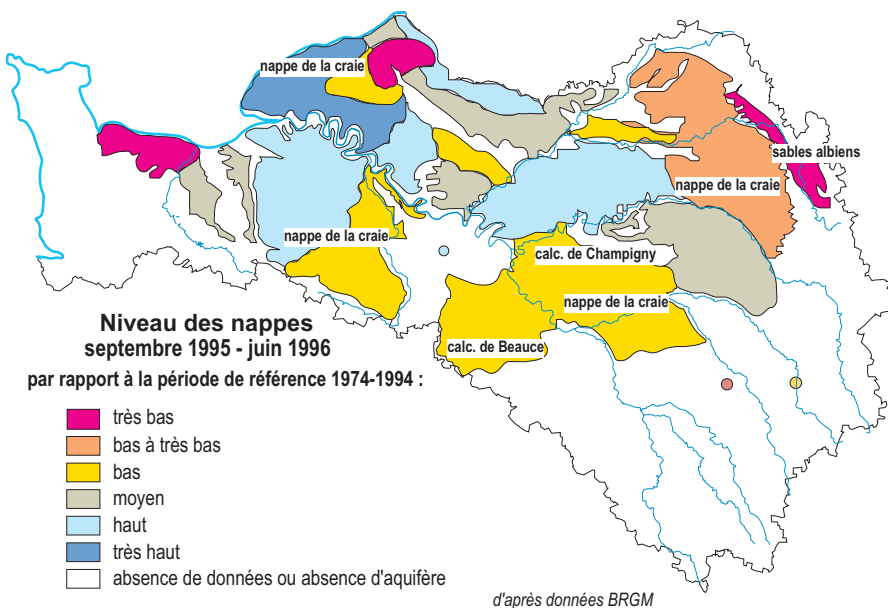 nappe de la craie
sables albiens
nappe de la craie
nappe de la craie
calc. de Champigny
nappe de la craie
calc. de Beauce
Niveau des nappes
septembre 1995 - juin 1996
par rapport à la période de référence 1974-1994 :
très bas
bas à très bas
bas
moyen
haut
très haut
absence de données ou absence d'aquifère
d'après données BRGM